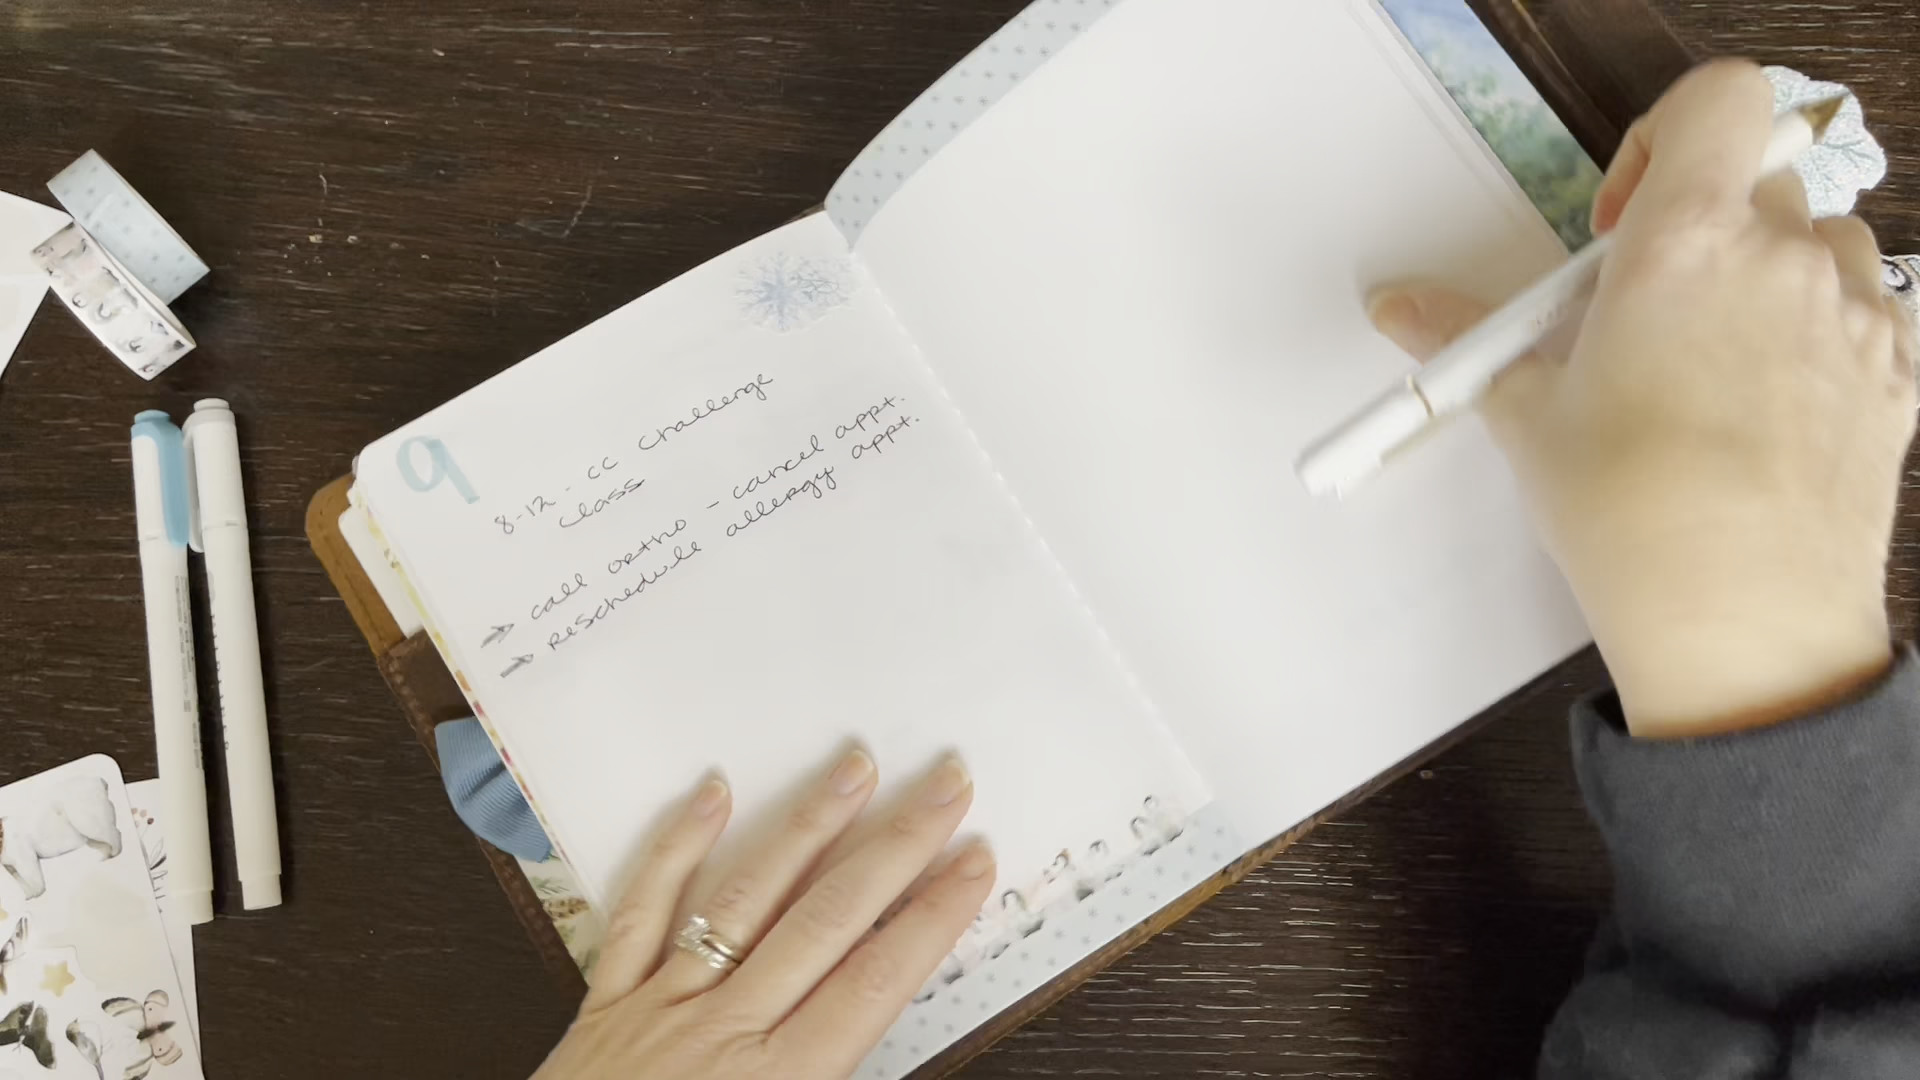 9
8-12 - CC Challenge
class
→ call ortho - cancel appt.
→ reschedule allergy appt.